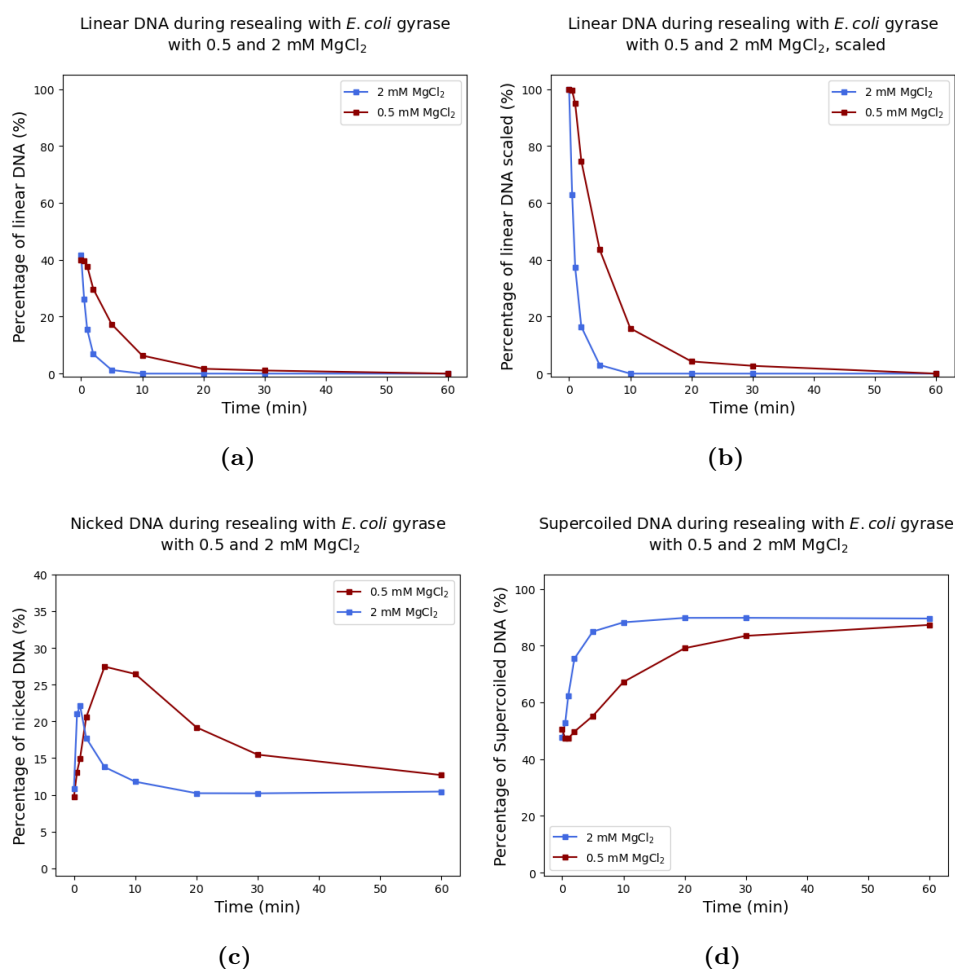 Linear DNA during resealing with E. coli gyrase
with 0.5 and 2 mM MgCl₂
100
80
60
40
20
0
Percentage of linear DNA (%)
2 mM MgCl₂
0.5 mM MgCl₂
0 10 20 30 40 50 60
Time (min)
(a)
Linear DNA during resealing with E. coli gyrase
with 0.5 and 2 mM MgCl₂, scaled
100
80
60
40
20
0
Percentage of linear DNA scaled (%)
2 mM MgCl₂
0.5 mM MgCl₂
0 10 20 30 40 50 60
Time (min)
(b)
Nicked DNA during resealing with E. coli gyrase
with 0.5 and 2 mM MgCl₂
40
35
30
25
20
15
10
5
0
Percentage of nicked DNA (%)
0.5 mM MgCl₂
2 mM MgCl₂
0 10 20 30 40 50 60
Time (min)
(c)
Supercoiled DNA during resealing with E. coli gyrase
with 0.5 and 2 mM MgCl₂
100
80
60
40
20
0
Percentage of Supercoiled DNA (%)
2 mM MgCl₂
0.5 mM MgCl₂
0 10 20 30 40 50 60
Time (min)
(d)